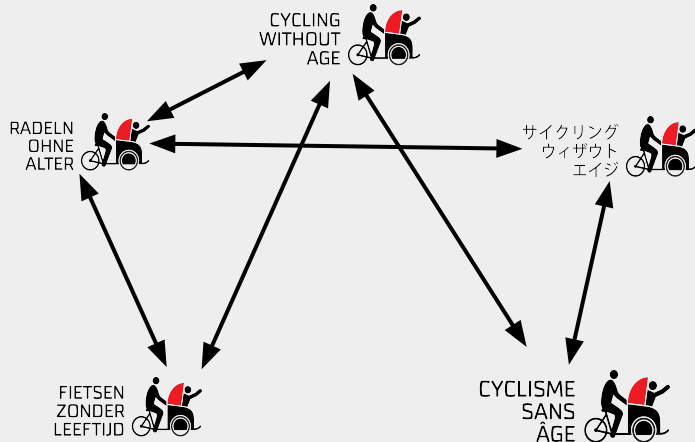 CYCLING
WITHOUT
AGE
RADELN
OHNE
ALTER
サイクリング
ウィザウト
エイジ
FIETSEN
ZONDER
LEEFTIJD
CYCLISME
SANS
ÂGE